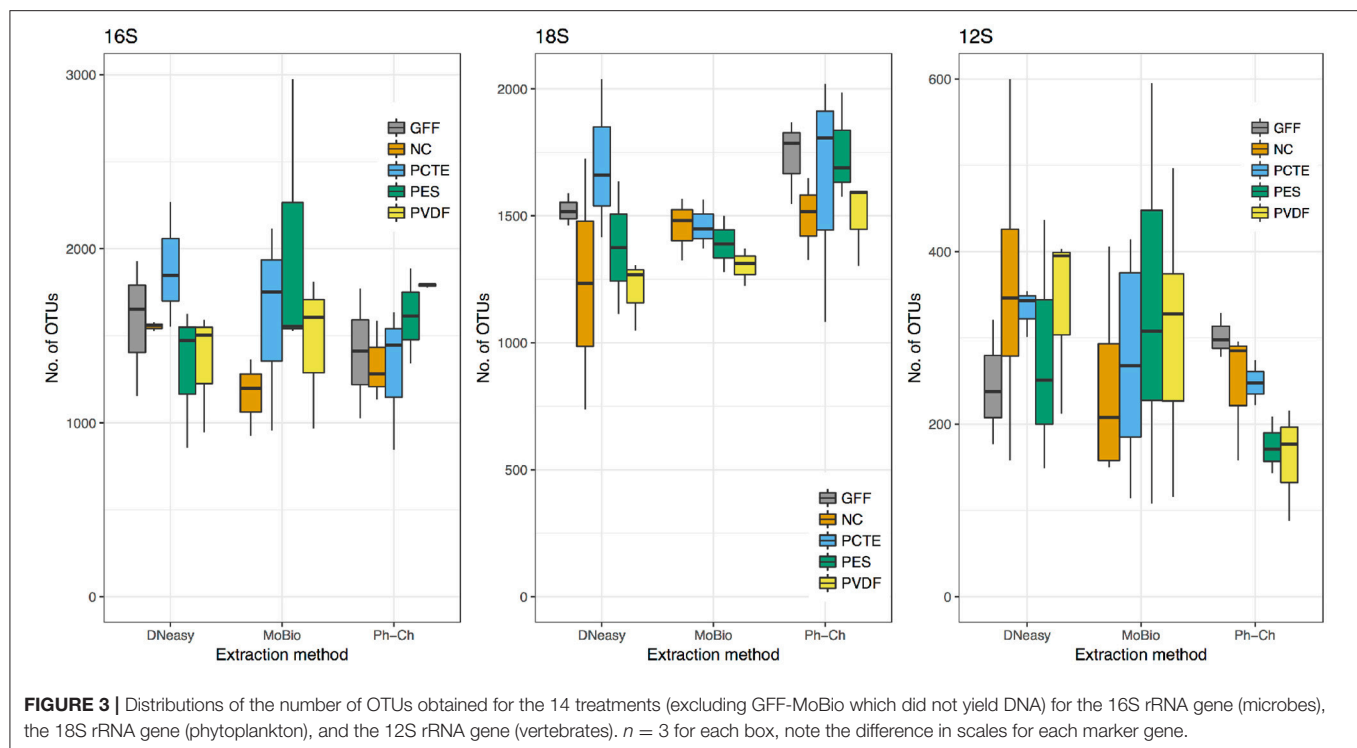 16S
No. of OTUs
3000
2000
1000
0
GFF
NC
PCTE
PES
PVDF
DNeasy
MoBio
Ph–Ch
Extraction method
18S
No. of OTUs
2000
1500
1000
500
0
GFF
NC
PCTE
PES
PVDF
DNeasy
MoBio
Ph–Ch
Extraction method
12S
No. of OTUs
600
400
200
0
GFF
NC
PCTE
PES
PVDF
DNeasy
MoBio
Ph–Ch
Extraction method
FIGURE 3 | Distributions of the number of OTUs obtained for the 14 treatments (excluding GFF-MoBio which did not yield DNA) for the 16S rRNA gene (microbes),
the 18S rRNA gene (phytoplankton), and the 12S rRNA gene (vertebrates). n = 3 for each box, note the difference in scales for each marker gene.